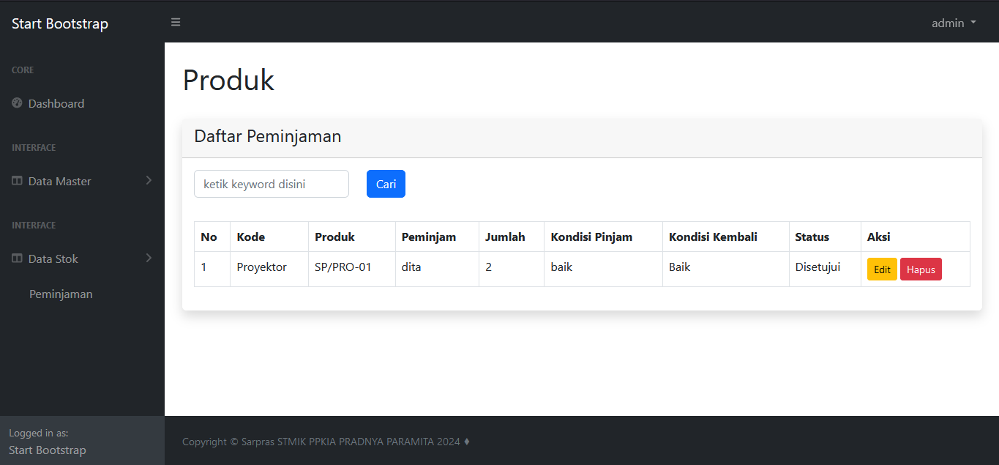 Start Bootstrap
admin
CORE
Dashboard
INTERFACE
Data Master
INTERFACE
Data Stok
Peminjaman
Logged in as:
Start Bootstrap
Produk
Daftar Peminjaman
ketik keyword disini Cari
No Kode Produk Peminjam Jumlah Kondisi Pinjam Kondisi Kembali Status Aksi
1 Proyektor SP/PRO-01 dita 2 baik Baik Disetujui Edit Hapus
Copyright © Sarpras STMIK PPKIA PRADNYA PARAMITA 2024 ♦